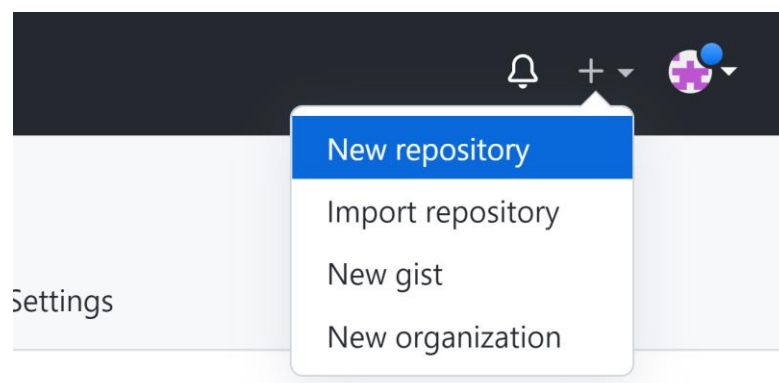 New repository
Import repository
New gist
Settings
New organization